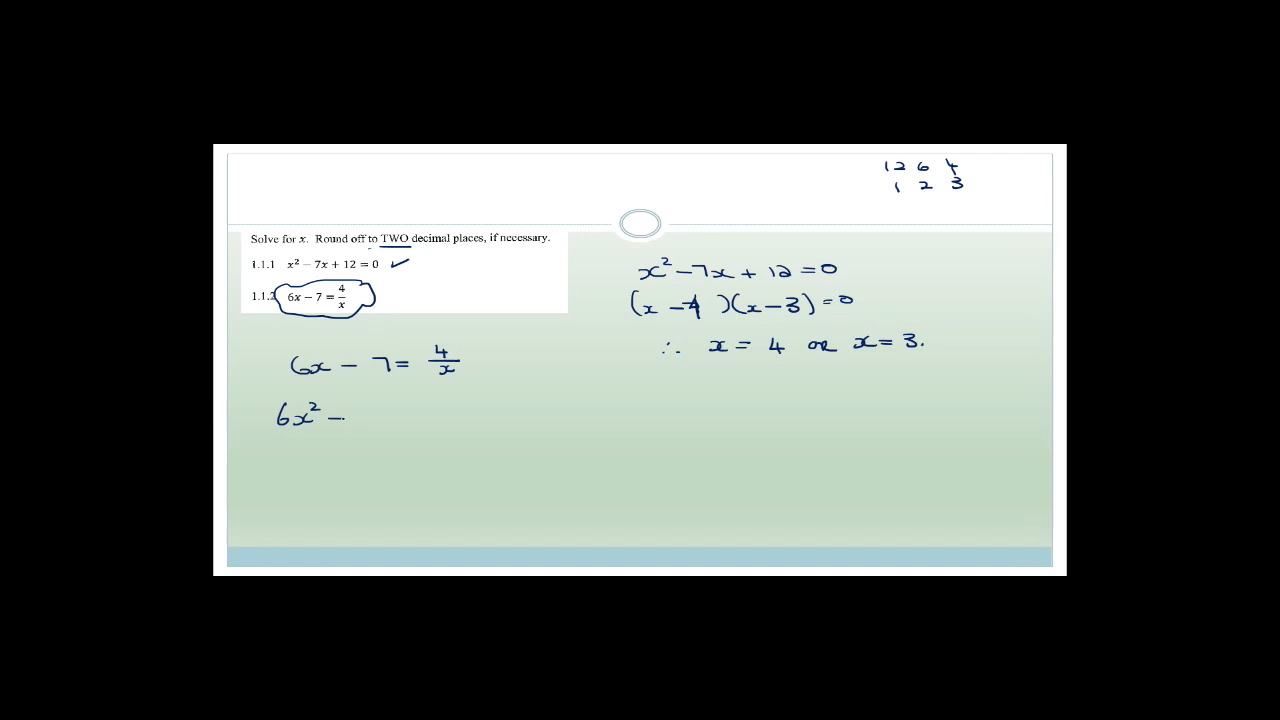 12 6 4
1 2 3
Solve for x. Round off to TWO decimal places, if necessary.
1.1.1 x² − 7x + 12 = 0 ✓
1.1.2 6x − 7 = 4/x
x² − 7x + 12 = 0
(x − 4)(x − 3) = 0
∴ x = 4 or x = 3.
6x − 7 = 4/x
6x² −